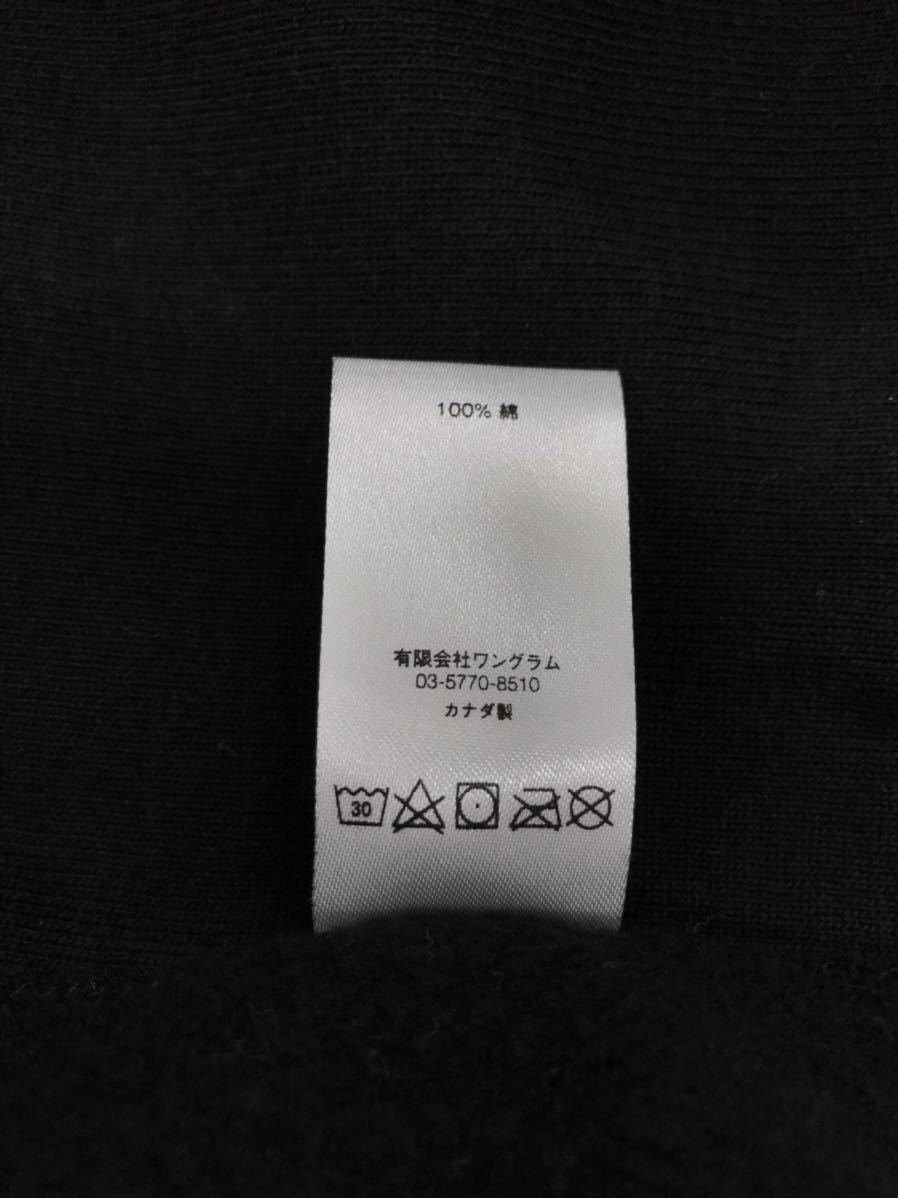 100% 綿
有限会社ワングラム
03-5770-8510
カナダ製
30